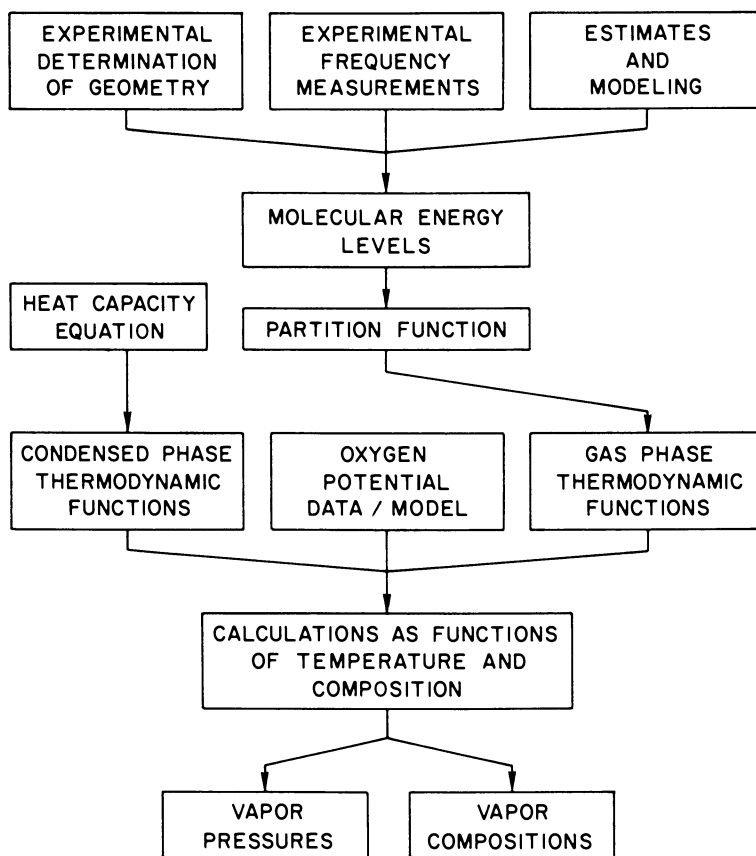 EXPERIMENTAL
DETERMINATION
OF GEOMETRY
EXPERIMENTAL
FREQUENCY
MEASUREMENTS
ESTIMATES
AND
MODELING
MOLECULAR ENERGY
LEVELS
HEAT CAPACITY
EQUATION
PARTITION FUNCTION
CONDENSED PHASE
THERMODYNAMIC
FUNCTIONS
OXYGEN
POTENTIAL
DATA / MODEL
GAS PHASE
THERMODYNAMIC
FUNCTIONS
CALCULATIONS AS FUNCTIONS
OF TEMPERATURE AND
COMPOSITION
VAPOR
PRESSURES
VAPOR
COMPOSITIONS